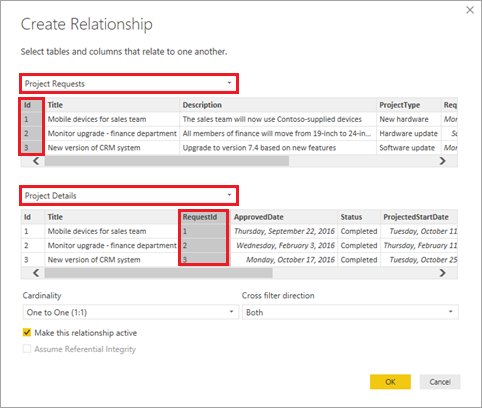 Create Relationship
Select tables and columns that relate to one another.
Project Requests
Id Title Description ProjectType Req
1 Mobile devices for sales team The sales team will now use Contoso-supplied devices New hardware Mon
2 Monitor upgrade - finance department All members of finance will move from 19-inch to 24-in... Hardware update Sa
3 New version of CRM system Upgrade to version 7.4 based on new features Software update Mon
Project Details
Id Title RequestId ApprovedDate Status ProjectedStartDate
1 Mobile devices for sales team 1 Thursday, September 22, 2016 Completed Tuesday, October 11
2 Monitor upgrade - finance department 2 Wednesday, February 3, 2016 Completed Thursday, February 11
3 New version of CRM system 3 Monday, October 17, 2016 Completed Tuesday, October 25
Cardinality Cross filter direction
One to One (1:1) Both
Make this relationship active
Assume Referential Integrity
OK Cancel